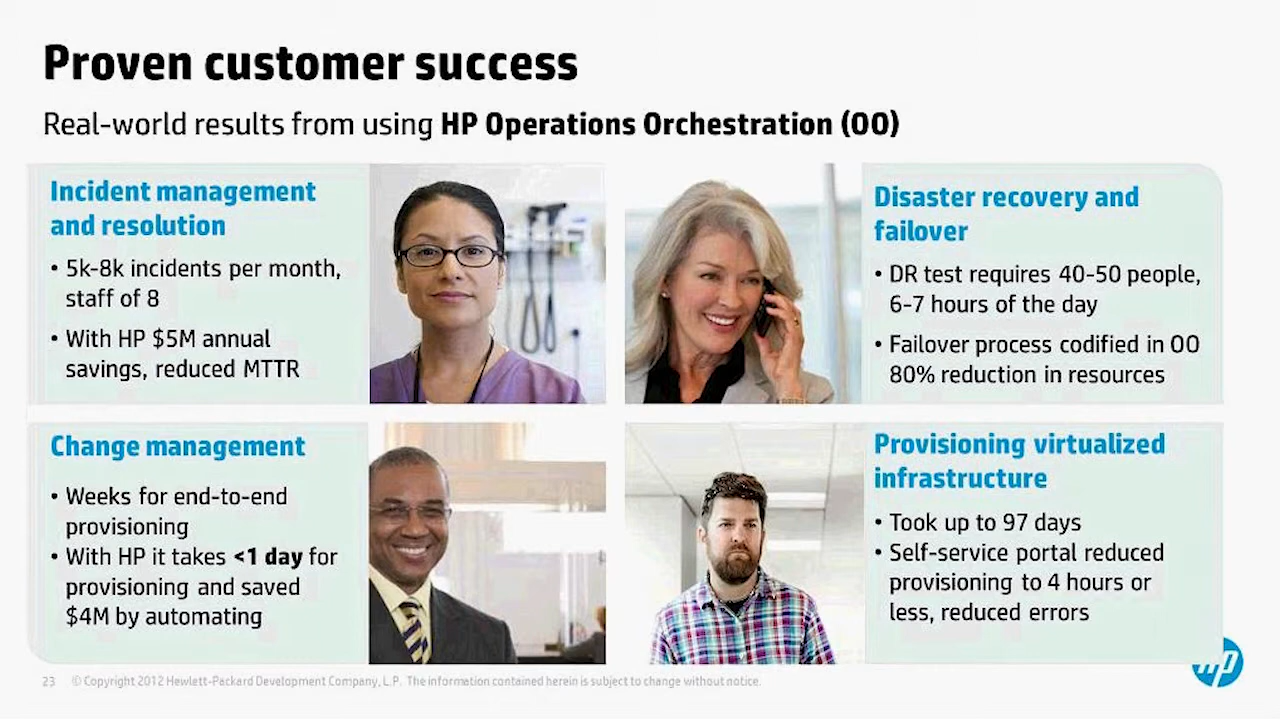 Proven customer success
Real-world results from using HP Operations Orchestration (OO)
Incident management
and resolution
• 5k-8k incidents per month,
staff of 8
• With HP $5M annual
savings, reduced MTTR
Disaster recovery and
failover
• DR test requires 40-50 people,
6-7 hours of the day
• Failover process codified in OO
80% reduction in resources
Change management
• Weeks for end-to-end
provisioning
• With HP it takes <1 day for
provisioning and saved
$4M by automating
Provisioning virtualized
infrastructure
• Took up to 97 days
• Self-service portal reduced
provisioning to 4 hours or
less, reduced errors
23 © Copyright 2012 Hewlett-Packard Development Company, L.P. The information contained herein is subject to change without notice.
hp